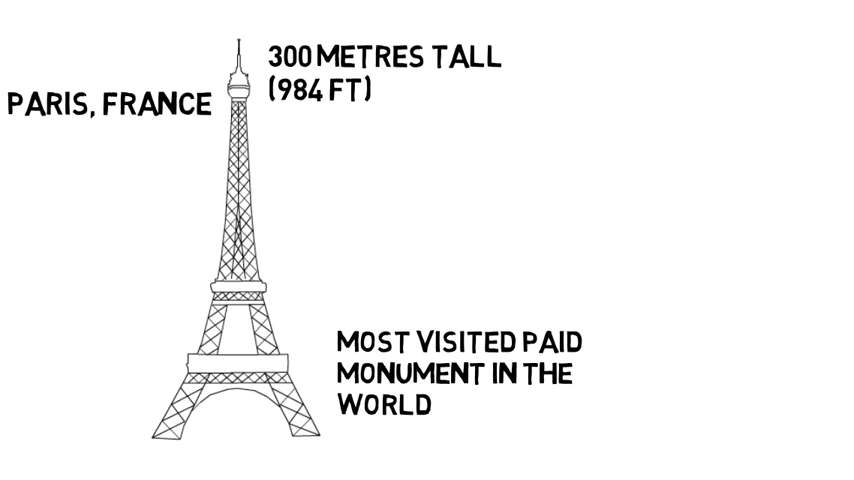 300 METRES TALL
(984 FT)
PARIS, FRANCE
MOST VISITED PAID
MONUMENT IN THE
WORLD